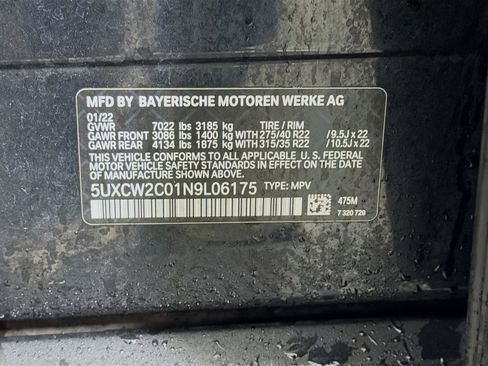 MFD BY BAYERISCHE MOTOREN WERKE AG
01/22
GVWR 7022 lbs 3185 kg TIRE / RIM
GAWR FRONT 3086 lbs 1400 kg WITH 275/40 R22 / 9.5J x 22
GAWR REAR 4134 lbs 1875 kg WITH 315/35 R22 / 10.5J x 22
THIS VEHICLE CONFORMS TO ALL APPLICABLE U. S. FEDERAL
MOTOR VEHICLE SAFETY STANDARDS IN EFFECT ON THE
DATE OF MANUFACTURE SHOWN ABOVE.
5UXCW2C01N9L06175 TYPE: MPV
475M
7 320 729